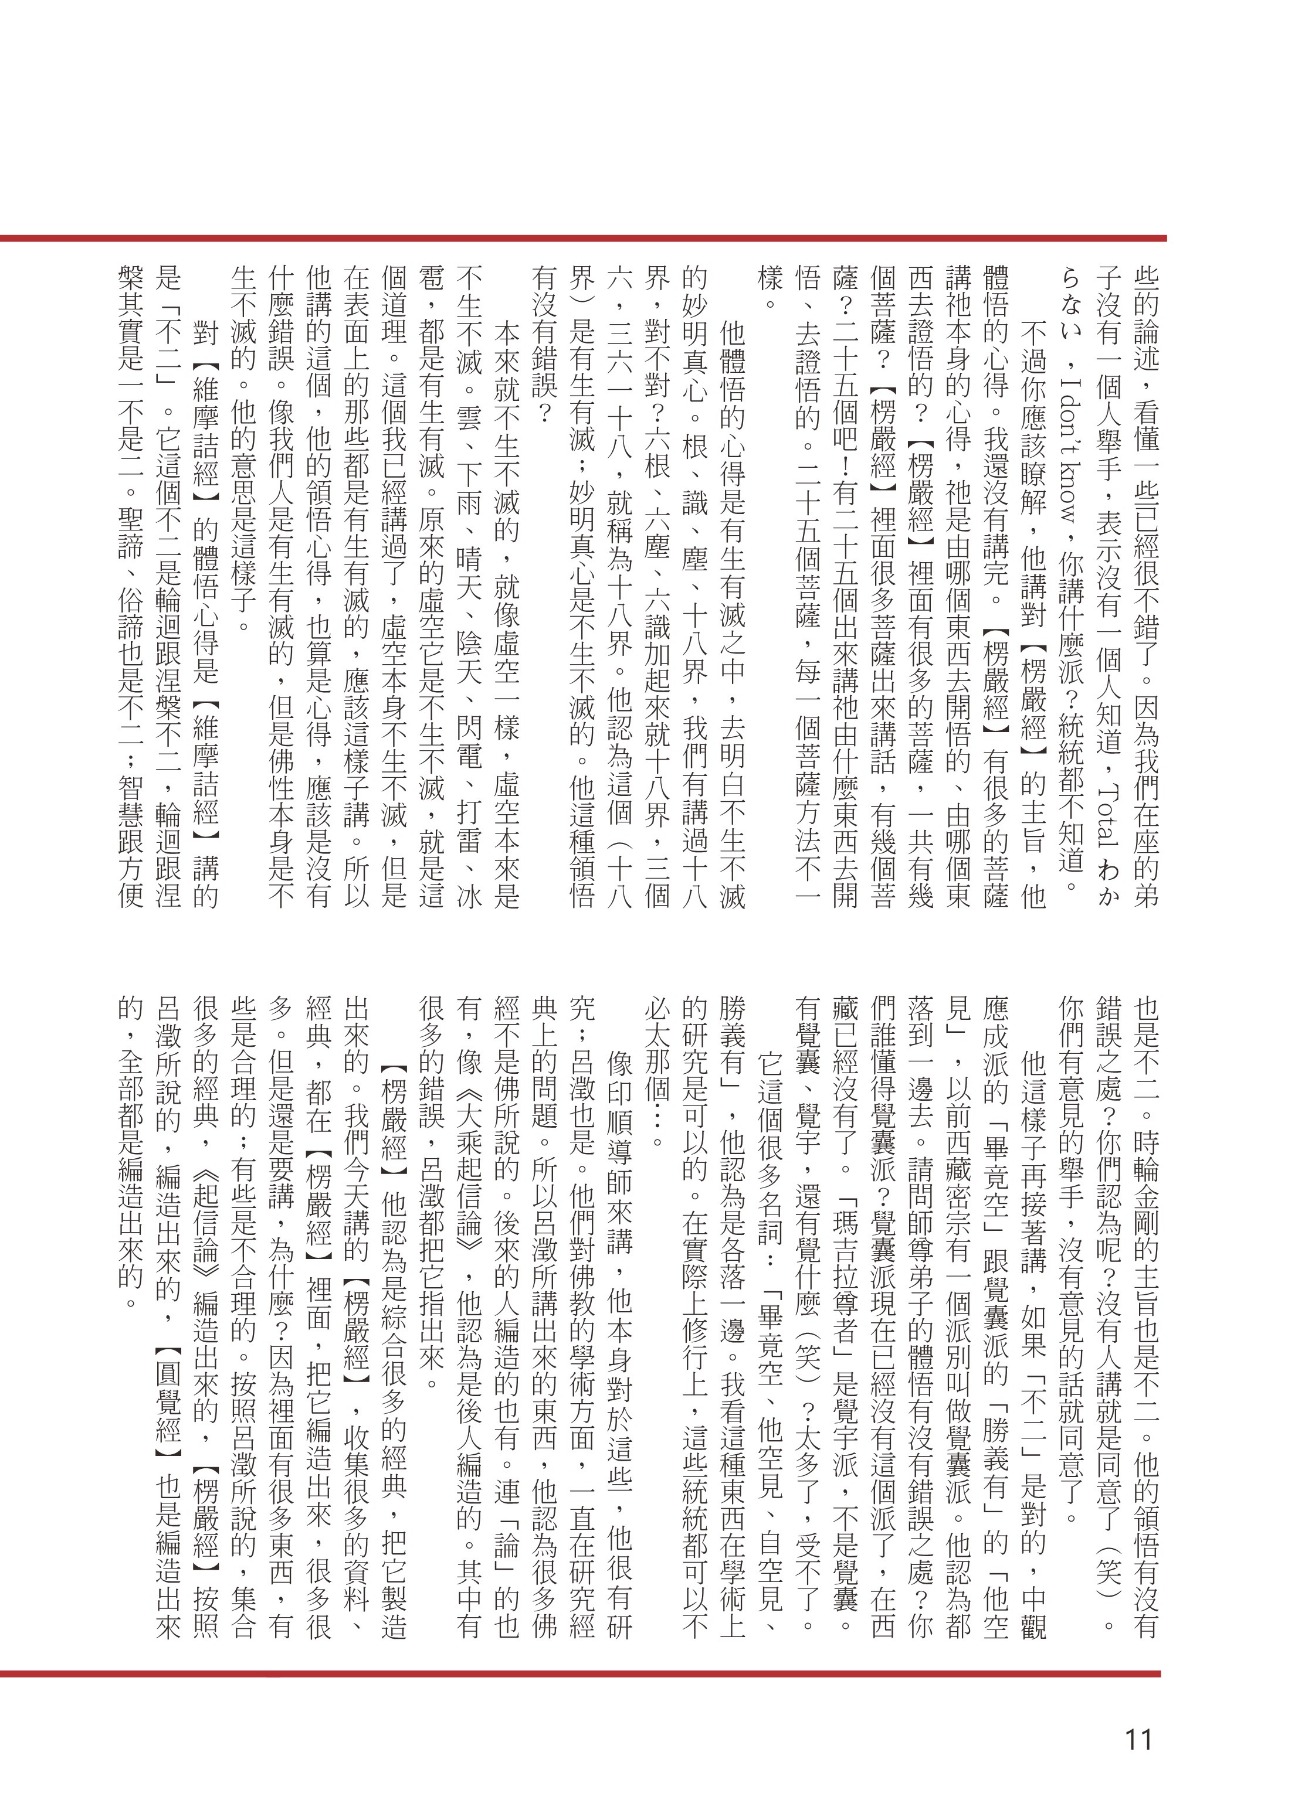 些的論述，看懂一些已經很不錯了。因為我們在座的弟
子沒有一個人舉手，表示沒有一個人知道，Total わか
らない，I don't know，你講什麼派？統統都不知道。
不過你應該瞭解，他講對【楞嚴經】的主旨，他
體悟的心得。我還沒有講完。【楞嚴經】有很多的菩薩
講祂本身的心得，祂是由哪個東西去開悟的、由哪個東
西去證悟的？【楞嚴經】裡面有很多的菩薩，一共有幾
個菩薩？【楞嚴經】裡面很多菩薩出來講話，有幾個菩
薩？二十五個吧！有二十五個出來講祂由什麼東西去開
悟、去證悟的。二十五個菩薩，每一個菩薩方法不一
樣。
他體悟的心得是有生有滅之中，去明白不生不滅
的妙明真心。根、識、塵、十八界，我們有講過十八
界，對不對？六根、六塵、六識加起來就十八界，三個
六，三六一十八，就稱為十八界。他認為這個（十八
界）是有生有滅；妙明真心是不生不滅的。他這種領悟
有沒有錯誤？
本來就不生不滅的，就像虛空一樣，虛空本來是
不生不滅。雲、下雨、晴天、陰天、閃電、打雷、冰
雹，都是有生有滅。原來的虛空它是不生不滅，就是這
個道理。這個我已經講過了，虛空本身不生不滅，但是
在表面上的那些都是有生有滅的，應該這樣子講。所以
他講的這個，他的領悟心得，也算是心得，應該是沒有
什麼錯誤。像我們人是有生有滅的，但是佛性本身是不
生不滅的。他的意思是這樣子。
對【維摩詰經】的體悟心得是【維摩詰經】講的
是「不二」。它這個不二是輪迴跟涅槃不二，輪迴跟涅
槃其實是一不是二。聖諦、俗諦也是不二；智慧跟方便
也是不二。時輪金剛的主旨也是不二。他的領悟有沒有
錯誤之處？你們認為呢？沒有人講就是同意了（笑）。
你們有意見的舉手，沒有意見的話就同意了。
他這樣子再接著講，如果「不二」是對的，中觀
應成派的「畢竟空」跟覺囊派的「勝義有」的「他空
見」，以前西藏密宗有一個派別叫做覺囊派。他認為都
落到一邊去。請問師尊弟子的體悟有沒有錯誤之處？你
們誰懂得覺囊派？覺囊派現在已經沒有這個派了，在西
藏已經沒有了。「瑪吉拉尊者」是覺宇派，不是覺囊。
有覺囊、覺宇，還有覺什麼（笑）？太多了，受不了。
它這個很多名詞：「畢竟空、他空見、自空見、
勝義有」，他認為是各落一邊。我看這種東西在學術上
的研究是可以的。在實際上修行上，這些統統都可以不
必太那個…。
像印順導師來講，他本身對於這些，他很有研
究；呂澂也是。他們對佛教的學術方面，一直在研究經
典上的問題。所以呂澂所講出來的東西，他認為很多佛
經不是佛所說的。後來的人編造的也有。連「論」的也
有，像《大乘起信論》，他認為是後人編造的。其中有
很多的錯誤，呂澂都把它指出來。
【楞嚴經】他認為是綜合很多的經典，把它製造
出來的。我們今天講的【楞嚴經】，收集很多的資料、
經典，都在【楞嚴經】裡面，把它編造出來，很多很
多。但是還是要講，為什麼？因為裡面有很多東西，有
些是合理的；有些是不合理的。按照呂澂所說的，集合
很多的經典，《起信論》編造出來的，【楞嚴經】按照
呂澂所說的，編造出來的，【圓覺經】也是編造出來
的，全部都是編造出來的。
11